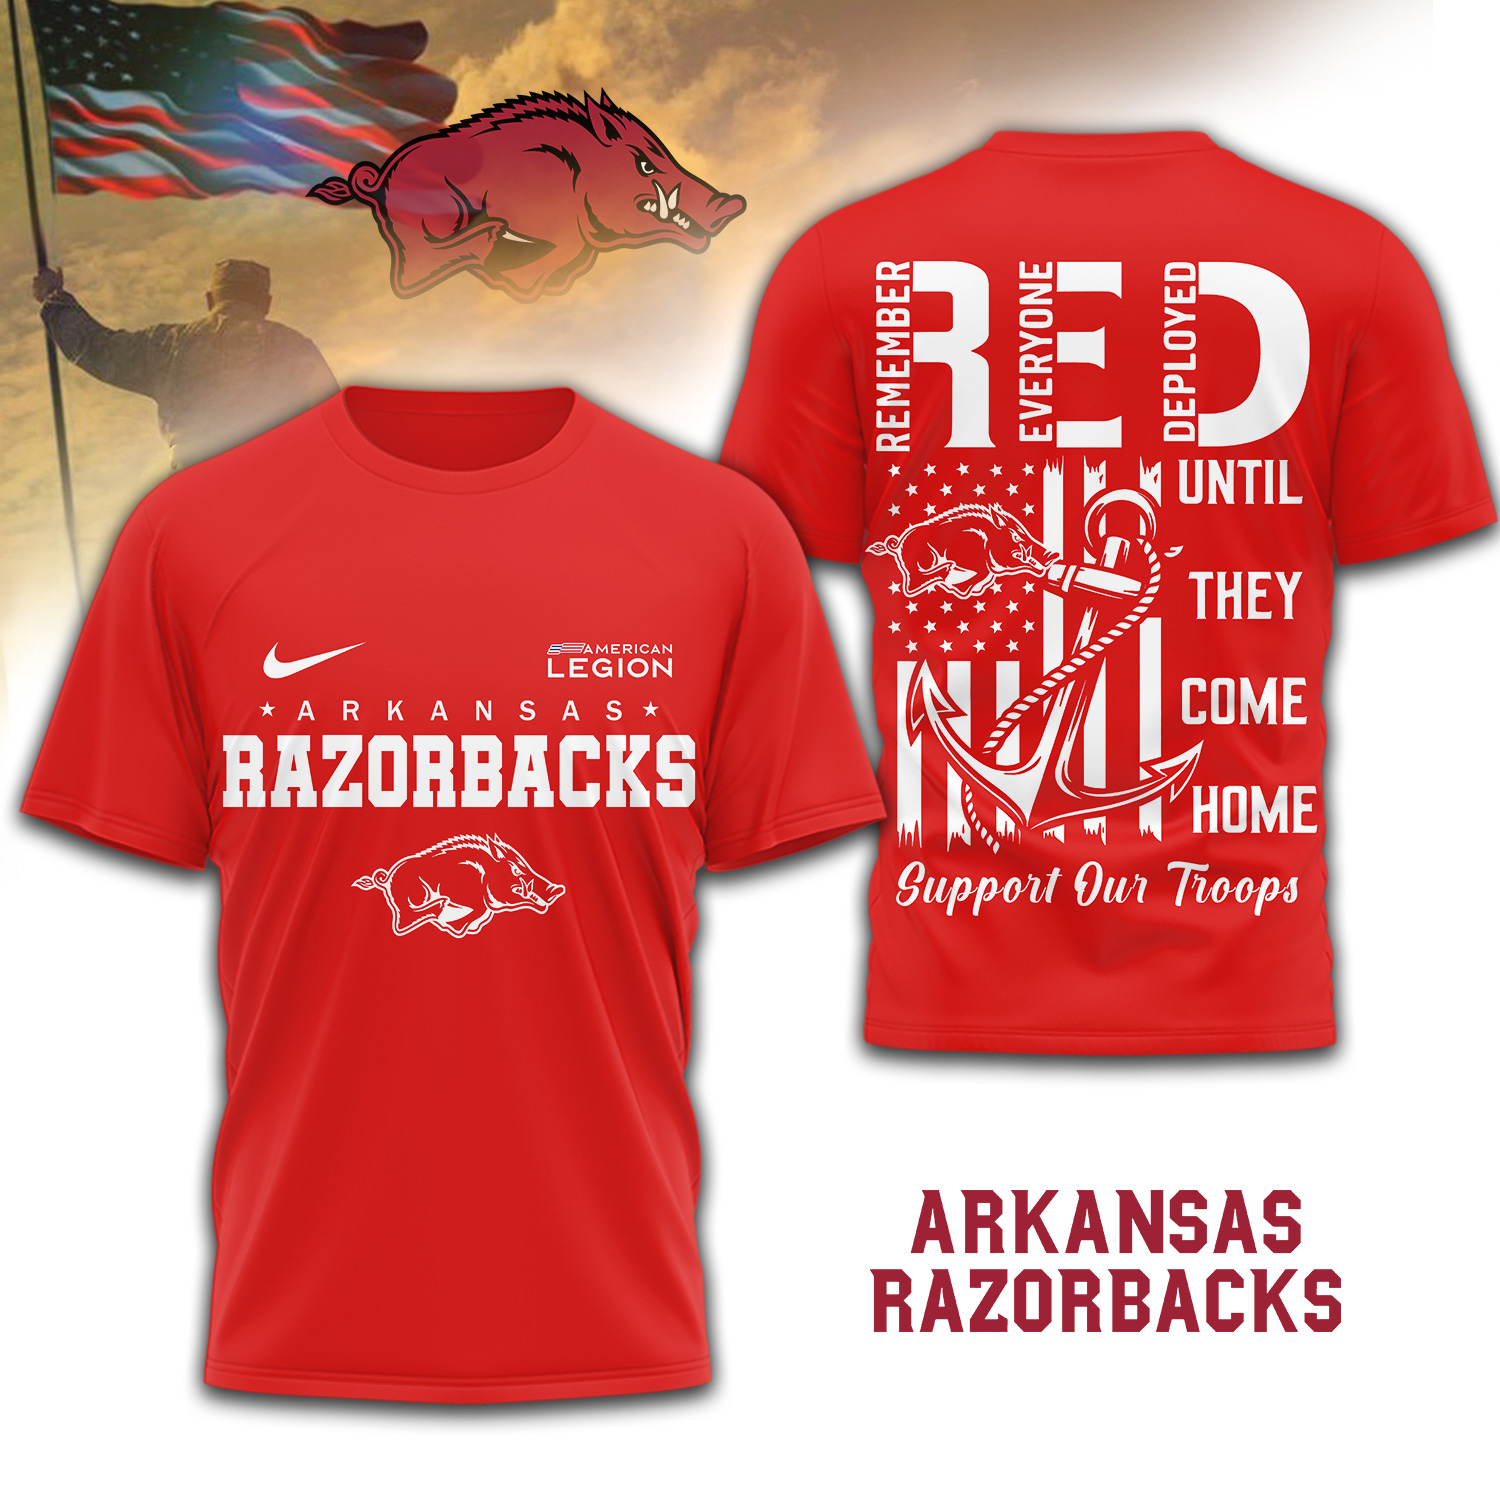 AMERICAN
LEGION
ARKANSAS
RAZORBACKS
REMEMBER
EVERYONE
DEPLOYED
RED
UNTIL
THEY
COME
HOME
Support Our Troops
ARKANSAS
RAZORBACKS